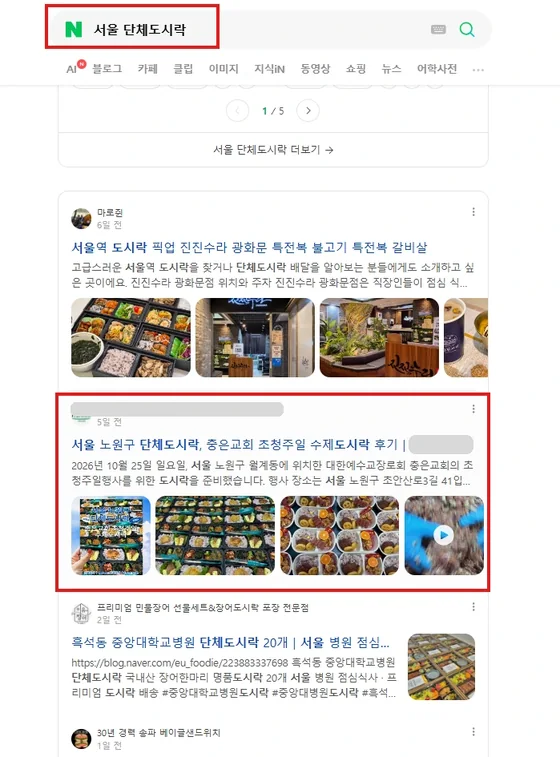 N 서울 단체도시락
AI N 블로그 카페 클립 이미지 지식iN 동영상 쇼핑 뉴스 어학사전 ...
1 / 5
서울 단체도시락 더보기 →
마로쥔
6일 전
서울역 도시락 픽업 진진수라 광화문 특전복 불고기 특전복 갈비살
고급스러운 서울역 도시락을 찾거나 단체도시락 배달을 알아보는 분들에게도 소개하고 싶
은 곳이에요. 진진수라 광화문점 위치와 주차 진진수라 광화문점은 직장인들이 점심 식...
진진수라
5일 전
서울 노원구 단체도시락, 중은교회 초청주일 수제도시락 후기 |
2026년 10월 25일 일요일, 서울 노원구 월계동에 위치한 대한예수교장로회 중은교회의 초
청주일행사를 위한 도시락을 준비했습니다. 행사 장소는 서울 노원구 초안산로3길 41입...
프리미엄 민물장어 선물세트&장어도시락 포장 전문점
2일 전
흑석동 중앙대학교병원 단체도시락 20개 | 서울 병원 점심...
https://blog.naver.com/eu_foodie/223883337698 흑석동 중앙대학교병원
단체도시락 국내산 장어한마리 명품도시락 20개 서울 병원 점심식사 · 프
리미엄 도시락 배송 #중앙대학교병원도시락 #중앙대병원도시락 #흑석...
30년 경력 송파 베이글샌드위치
1일 전